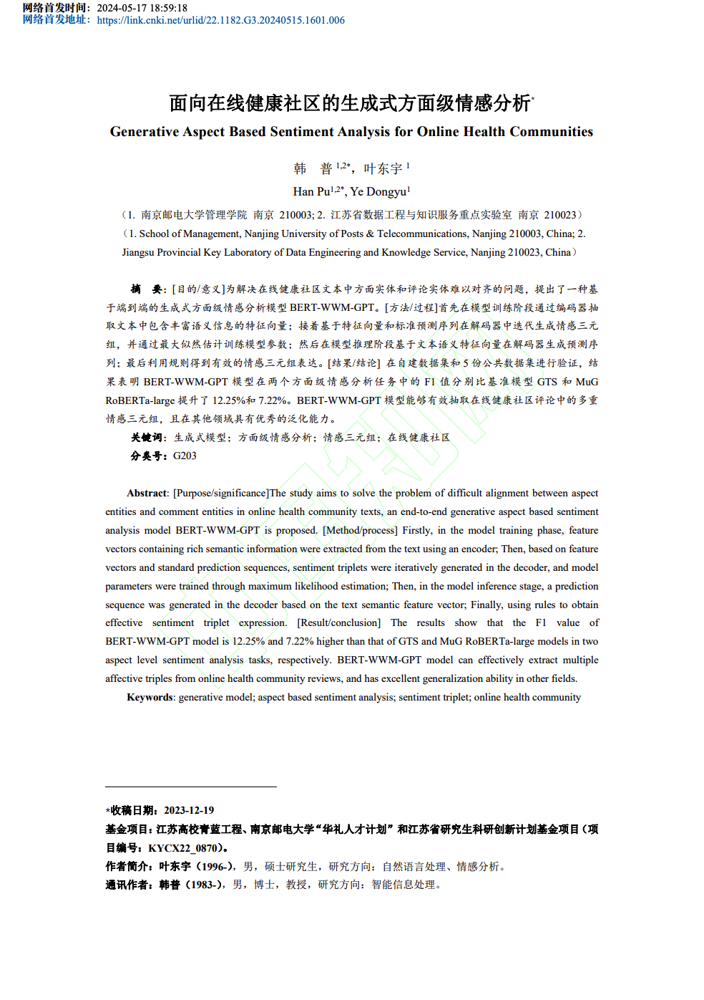 网络首发时间：2024-05-17 18:59:18
网络首发地址：https://link.cnki.net/urlid/22.1182.G3.20240515.1601.006
面向在线健康社区的生成式方面级情感分析*
Generative Aspect Based Sentiment Analysis for Online Health Communities
韩　普 1,2*，叶东宇 1
Han Pu1,2*, Ye Dongyu1
（1. 南京邮电大学管理学院 南京 210003; 2. 江苏省数据工程与知识服务重点实验室 南京 210023）
（1. School of Management, Nanjing University of Posts & Telecommunications, Nanjing 210003, China; 2.
Jiangsu Provincial Key Laboratory of Data Engineering and Knowledge Service, Nanjing 210023, China）
摘　要：[目的/意义]为解决在线健康社区文本中方面实体和评论实体难以对齐的问题，提出了一种基
于端到端的生成式方面级情感分析模型 BERT-WWM-GPT。[方法/过程]首先在模型训练阶段通过编码器抽
取文本中包含丰富语义信息的特征向量；接着基于特征向量和标准预测序列在解码器中迭代生成情感三元
组，并通过最大似然估计训练模型参数；然后在模型推理阶段基于文本语义特征向量在解码器生成预测序
列；最后利用规则得到有效的情感三元组表达。[结果/结论] 在自建数据集和 5 份公共数据集进行验证，结
果表明 BERT-WWM-GPT 模型在两个方面级情感分析任务中的 F1 值分别比基准模型 GTS 和 MuG
RoBERTa-large 提升了 12.25%和 7.22%。BERT-WWM-GPT 模型能够有效抽取在线健康社区评论中的多重
情感三元组，且在其他领域具有优秀的泛化能力。
关键词：生成式模型；方面级情感分析；情感三元组；在线健康社区
分类号：G203
Abstract: [Purpose/significance]The study aims to solve the problem of difficult alignment between aspect
entities and comment entities in online health community texts, an end-to-end generative aspect based sentiment
analysis model BERT-WWM-GPT is proposed. [Method/process] Firstly, in the model training phase, feature
vectors containing rich semantic information were extracted from the text using an encoder; Then, based on feature
vectors and standard prediction sequences, sentiment triplets were iteratively generated in the decoder, and model
parameters were trained through maximum likelihood estimation; Then, in the model inference stage, a prediction
sequence was generated in the decoder based on the text semantic feature vector; Finally, using rules to obtain
effective sentiment triplet expression. [Result/conclusion] The results show that the F1 value of
BERT-WWM-GPT model is 12.25% and 7.22% higher than that of GTS and MuG RoBERTa-large models in two
aspect level sentiment analysis tasks, respectively. BERT-WWM-GPT model can effectively extract multiple
affective triples from online health community reviews, and has excellent generalization ability in other fields.
Keywords: generative model; aspect based sentiment analysis; sentiment triplet; online health community
*收稿日期：2023-12-19
基金项目：江苏高校青蓝工程、南京邮电大学“华礼人才计划”和江苏省研究生科研创新计划基金项目（项
目编号：KYCX22_0870）。
作者简介：叶东宇（1996-），男，硕士研究生，研究方向：自然语言处理、情感分析。
通讯作者：韩普（1983-），男，博士，教授，研究方向：智能信息处理。
中国知网